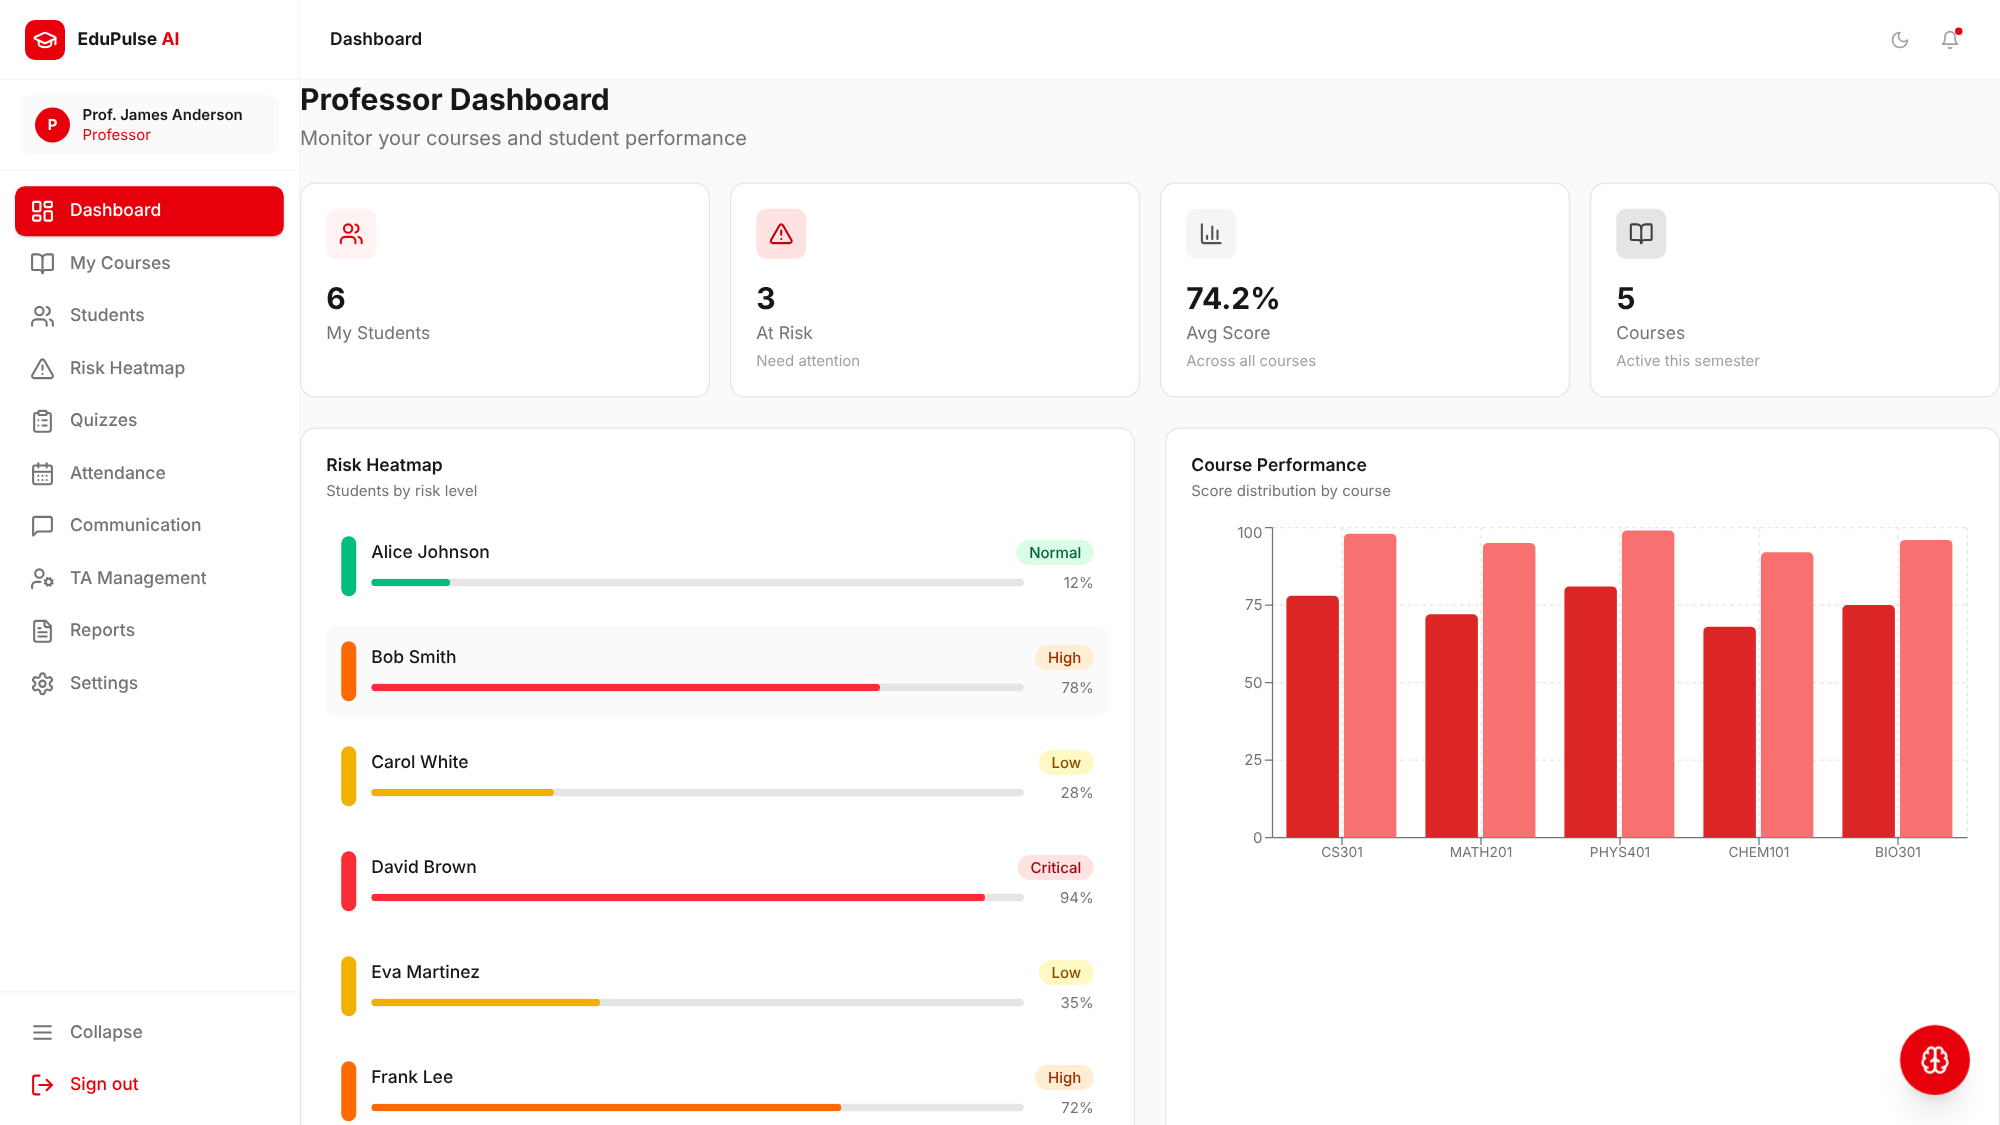 EduPulse AI
Dashboard
P
Prof. James Anderson
Professor
Dashboard
My Courses
Students
Risk Heatmap
Quizzes
Attendance
Communication
TA Management
Reports
Settings
Collapse
Sign out
Professor Dashboard
Monitor your courses and student performance
6
My Students
3
At Risk
Need attention
74.2%
Avg Score
Across all courses
5
Courses
Active this semester
Risk Heatmap
Students by risk level
Alice Johnson
Normal
12%
Bob Smith
High
78%
Carol White
Low
28%
David Brown
Critical
94%
Eva Martinez
Low
35%
Frank Lee
High
72%
Course Performance
Score distribution by course
100
75
50
25
0
CS301 MATH201 PHYS401 CHEM101 BIO301